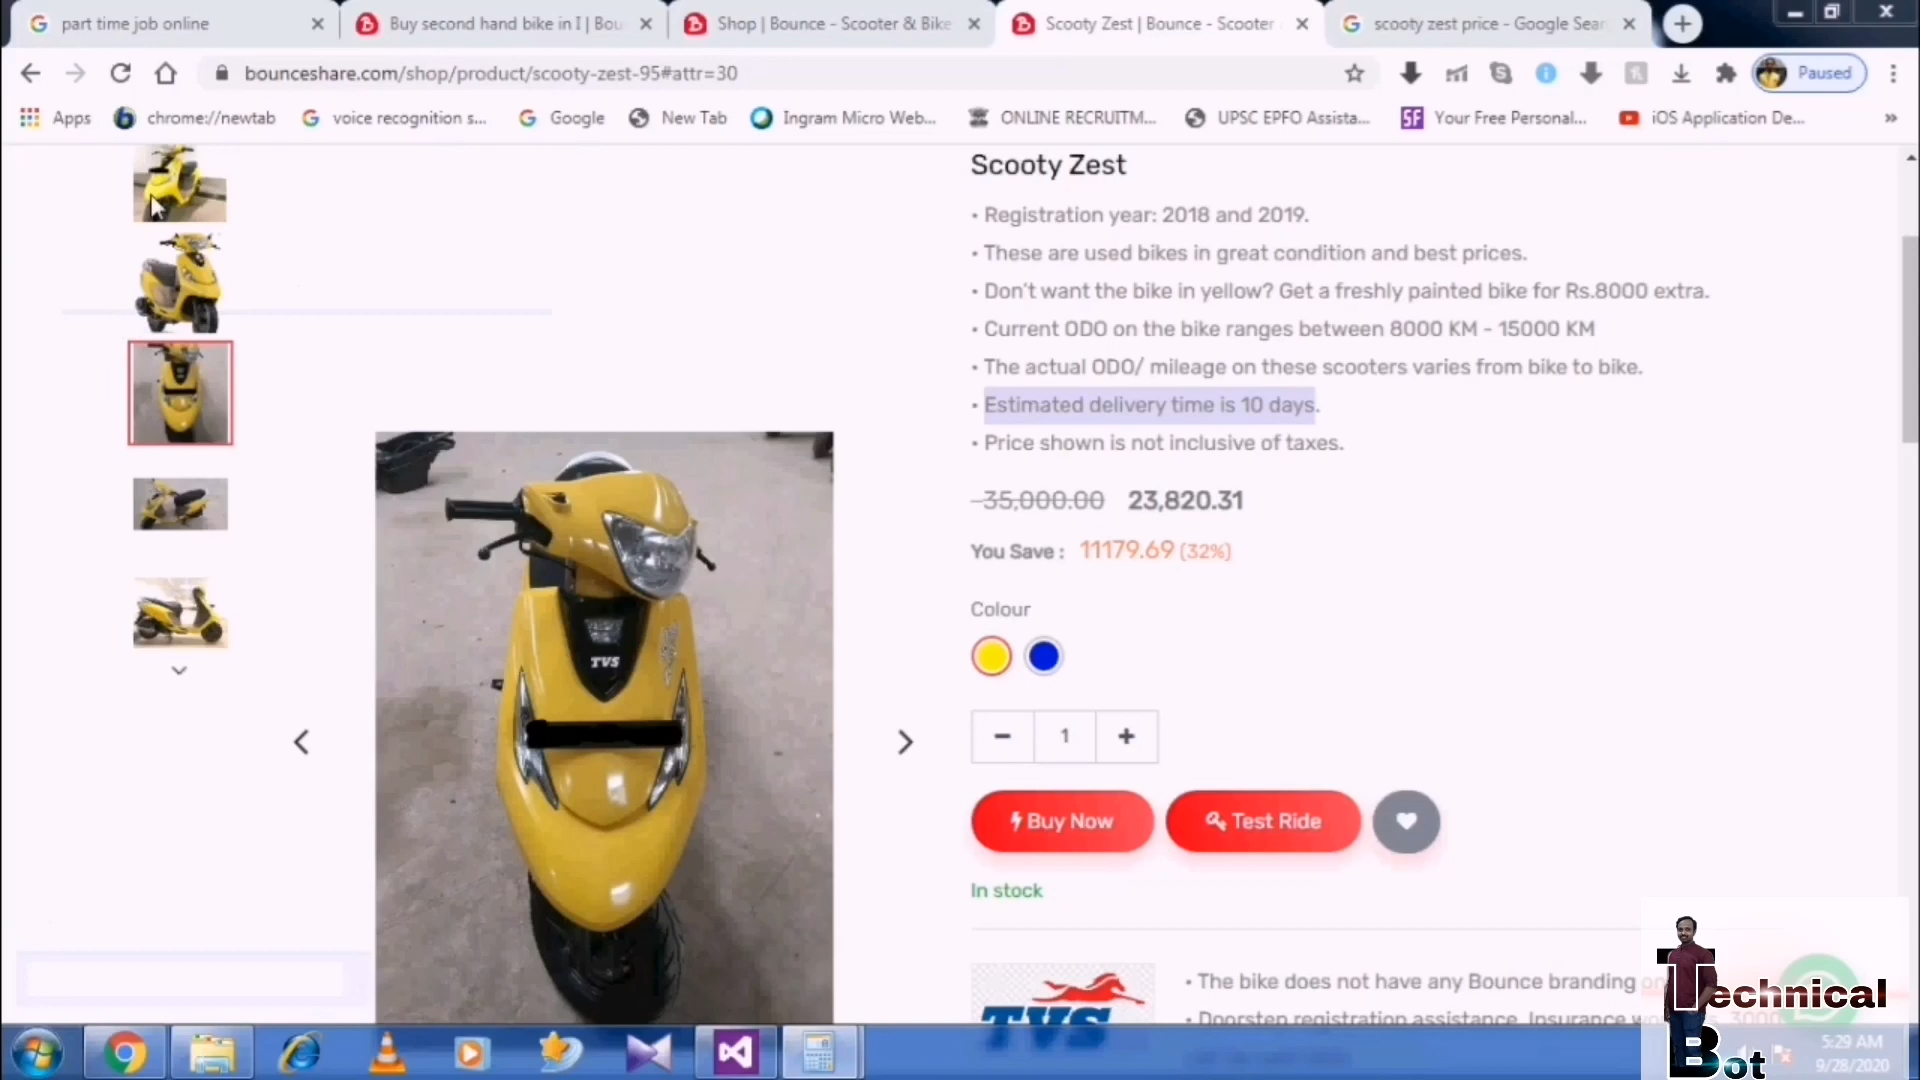 part time job online
Buy second hand bike in I | Bou
Shop | Bounce - Scooter & Bike
Scooty Zest | Bounce - Scooter
scooty zest price - Google Sear
bounceshare.com/shop/product/scooty-zest-95#attr=30
Paused
Apps
chrome://newtab
voice recognition s...
Google
New Tab
Ingram Micro Web...
ONLINE RECRUITM...
UPSC EPFO Assista...
SF
Your Free Personal...
iOS Application De...
»
Scooty Zest
• Registration year: 2018 and 2019.
• These are used bikes in great condition and best prices.
• Don't want the bike in yellow? Get a freshly painted bike for Rs.8000 extra.
• Current ODO on the bike ranges between 8000 KM - 15000 KM
• The actual ODO/ mileage on these scooters varies from bike to bike.
• Estimated delivery time is 10 days.
• Price shown is not inclusive of taxes.
35,000.00 23,820.31
You Save : 11179.69 (32%)
Colour
TVS
− 1 +
Buy Now
Test Ride
In stock
TVS
• The bike does not have any Bounce branding on
• Doorstep registration assistance, Insurance
Technical
Bot
5:29 AM
9/28/2020